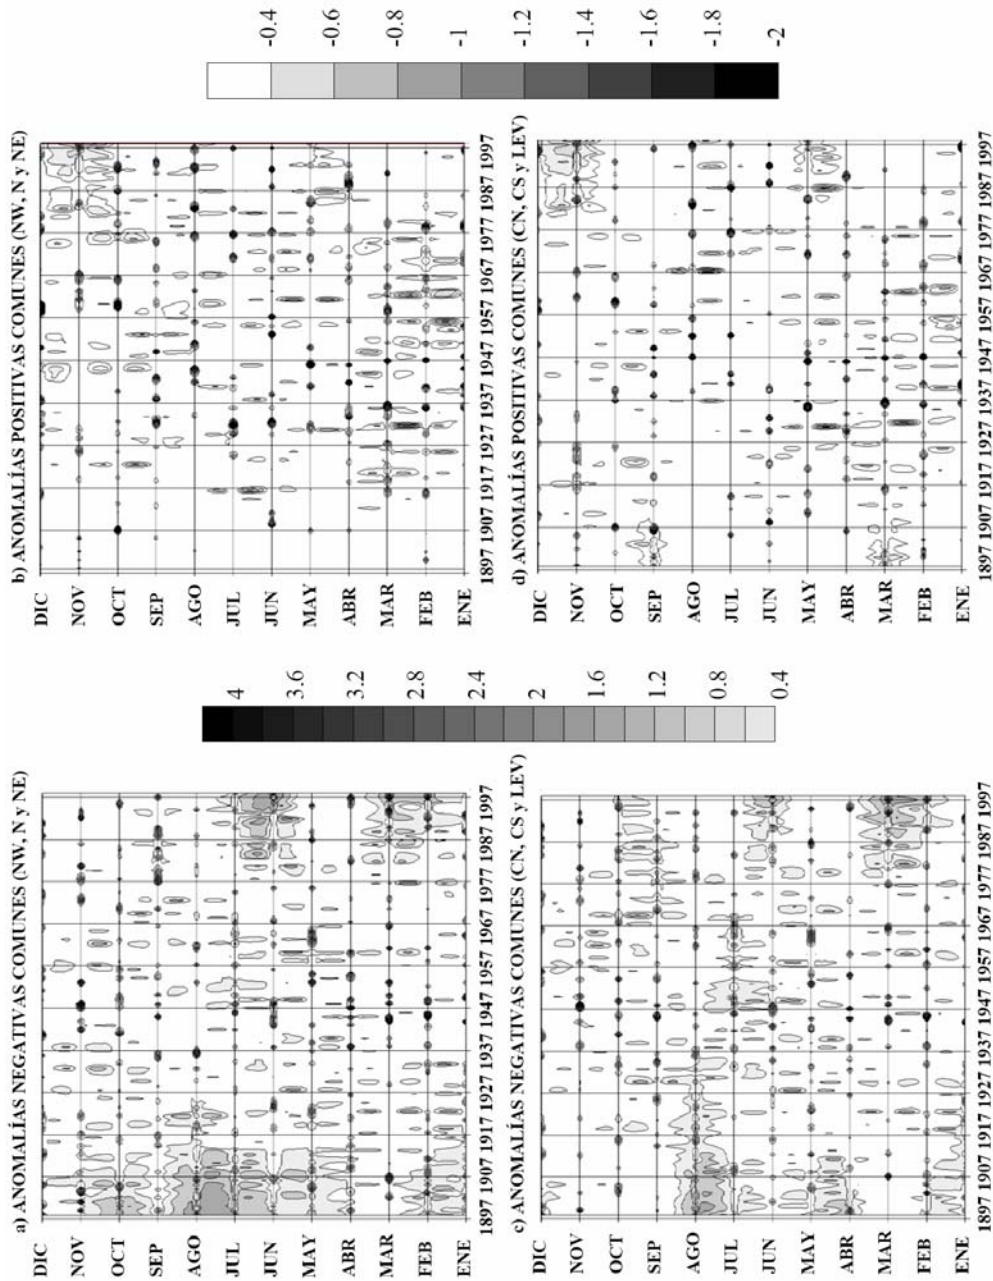 a) ANOMALÍAS NEGATIVAS COMUNES (NW, N y NE)
DIC
NOV
OCT
SEP
AGO
JUL
JUN
MAY
ABR
MAR
FEB
ENE
1897 1907 1917 1927 1937 1947 1957 1967 1977 1987 1997
b) ANOMALÍAS POSITIVAS COMUNES (NW, N y NE)
DIC
NOV
OCT
SEP
AGO
JUL
JUN
MAY
ABR
MAR
FEB
ENE
1897 1907 1917 1927 1937 1947 1957 1967 1977 1987 1997
4
3.6
3.2
2.8
2.4
2
1.6
1.2
0.8
0.4
-0.4
-0.6
-0.8
-1
-1.2
-1.4
-1.6
-1.8
-2
c) ANOMALÍAS NEGATIVAS COMUNES (CN, CS y LEV)
DIC
NOV
OCT
SEP
AGO
JUL
JUN
MAY
ABR
MAR
FEB
ENE
1897 1907 1917 1927 1937 1947 1957 1967 1977 1987 1997
d) ANOMALÍAS POSITIVAS COMUNES (CN, CS y LEV)
DIC
NOV
OCT
SEP
AGO
JUL
JUN
MAY
ABR
MAR
FEB
ENE
1897 1907 1917 1927 1937 1947 1957 1967 1977 1987 1997